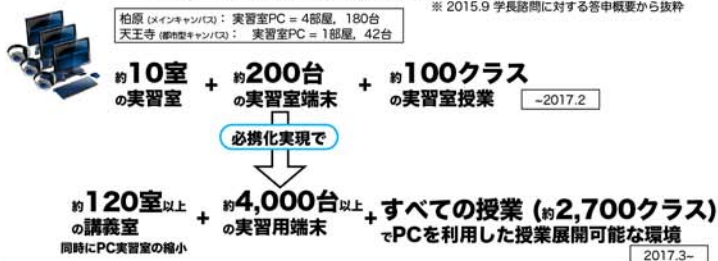 ※ 2015.9 学長諮問に対する答申概要から抜粋
柏原 (メインキャンパス): 実習室PC = 4部屋, 180台
天王寺 (都市型キャンパス): 実習室PC = 1部屋, 42台
約10室 + 約200台 + 約100クラス
の実習室 の実習室端末 の実習室授業 ~2017.2
必携化実現で
約120室以上 + 約4,000台以上 + すべての授業 (約2,700クラス)
の講義室 の実習用端末 でPCを利用した授業展開可能な環境
同時にPC実習室の縮小
2017.3~